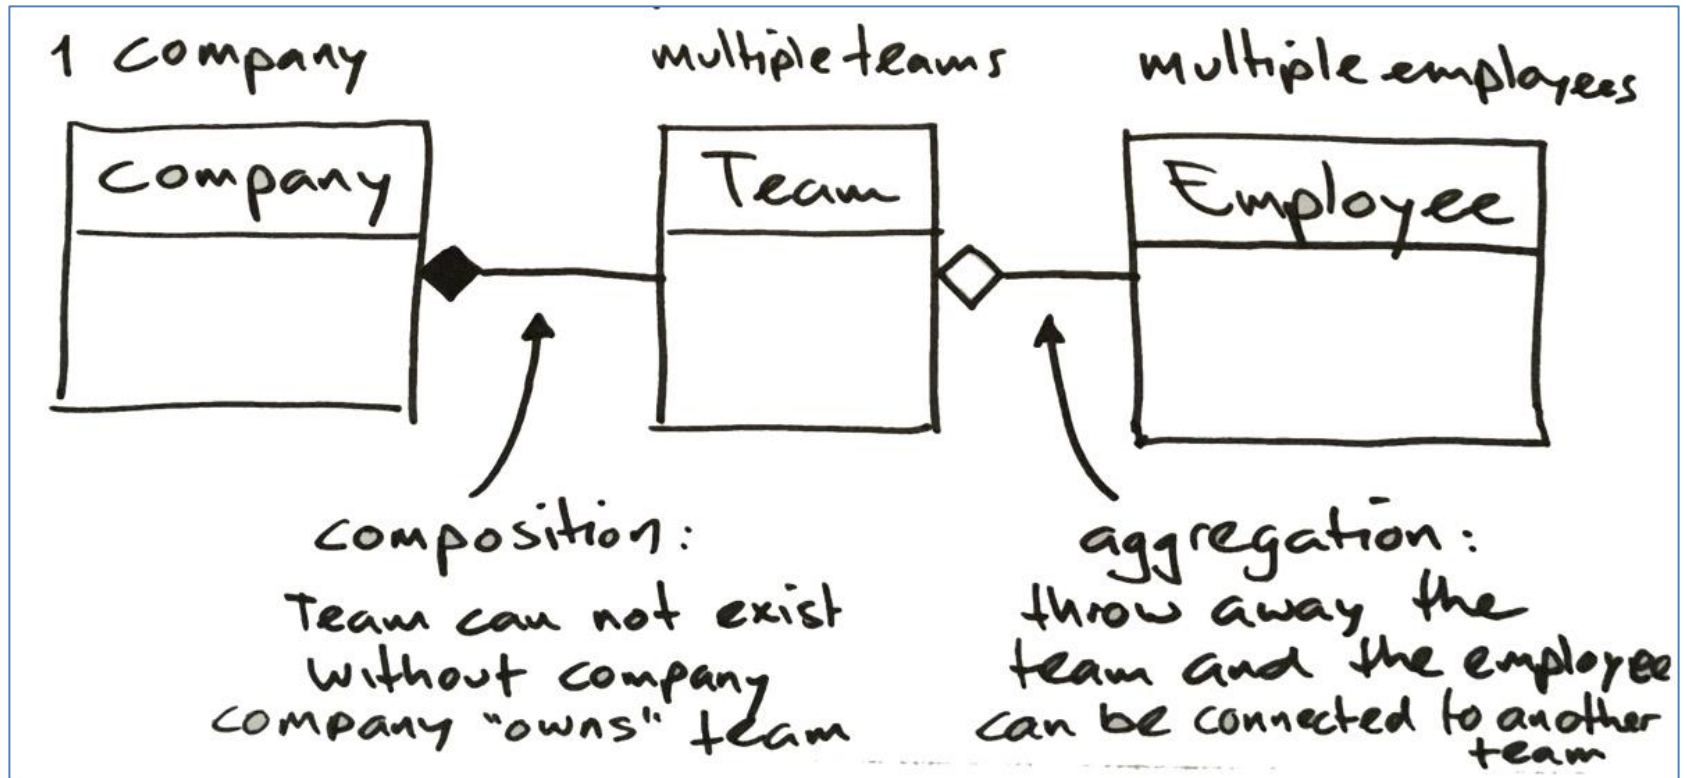 1 company
multiple teams
multiple employees
Company
Team
Employee
composition:
Team can not exist
without company
company "owns" team
aggregation:
throw away the
team and the employee
can be connected to another
team